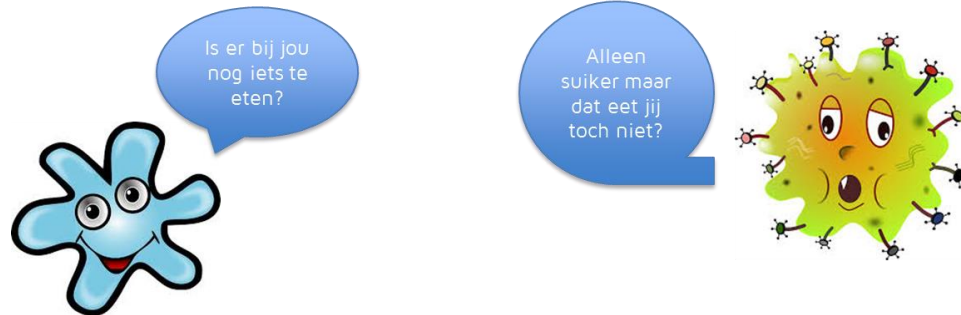 Is er bij jou
nog iets te
eten?
Alleen
suiker maar
dat eet jij
toch niet?